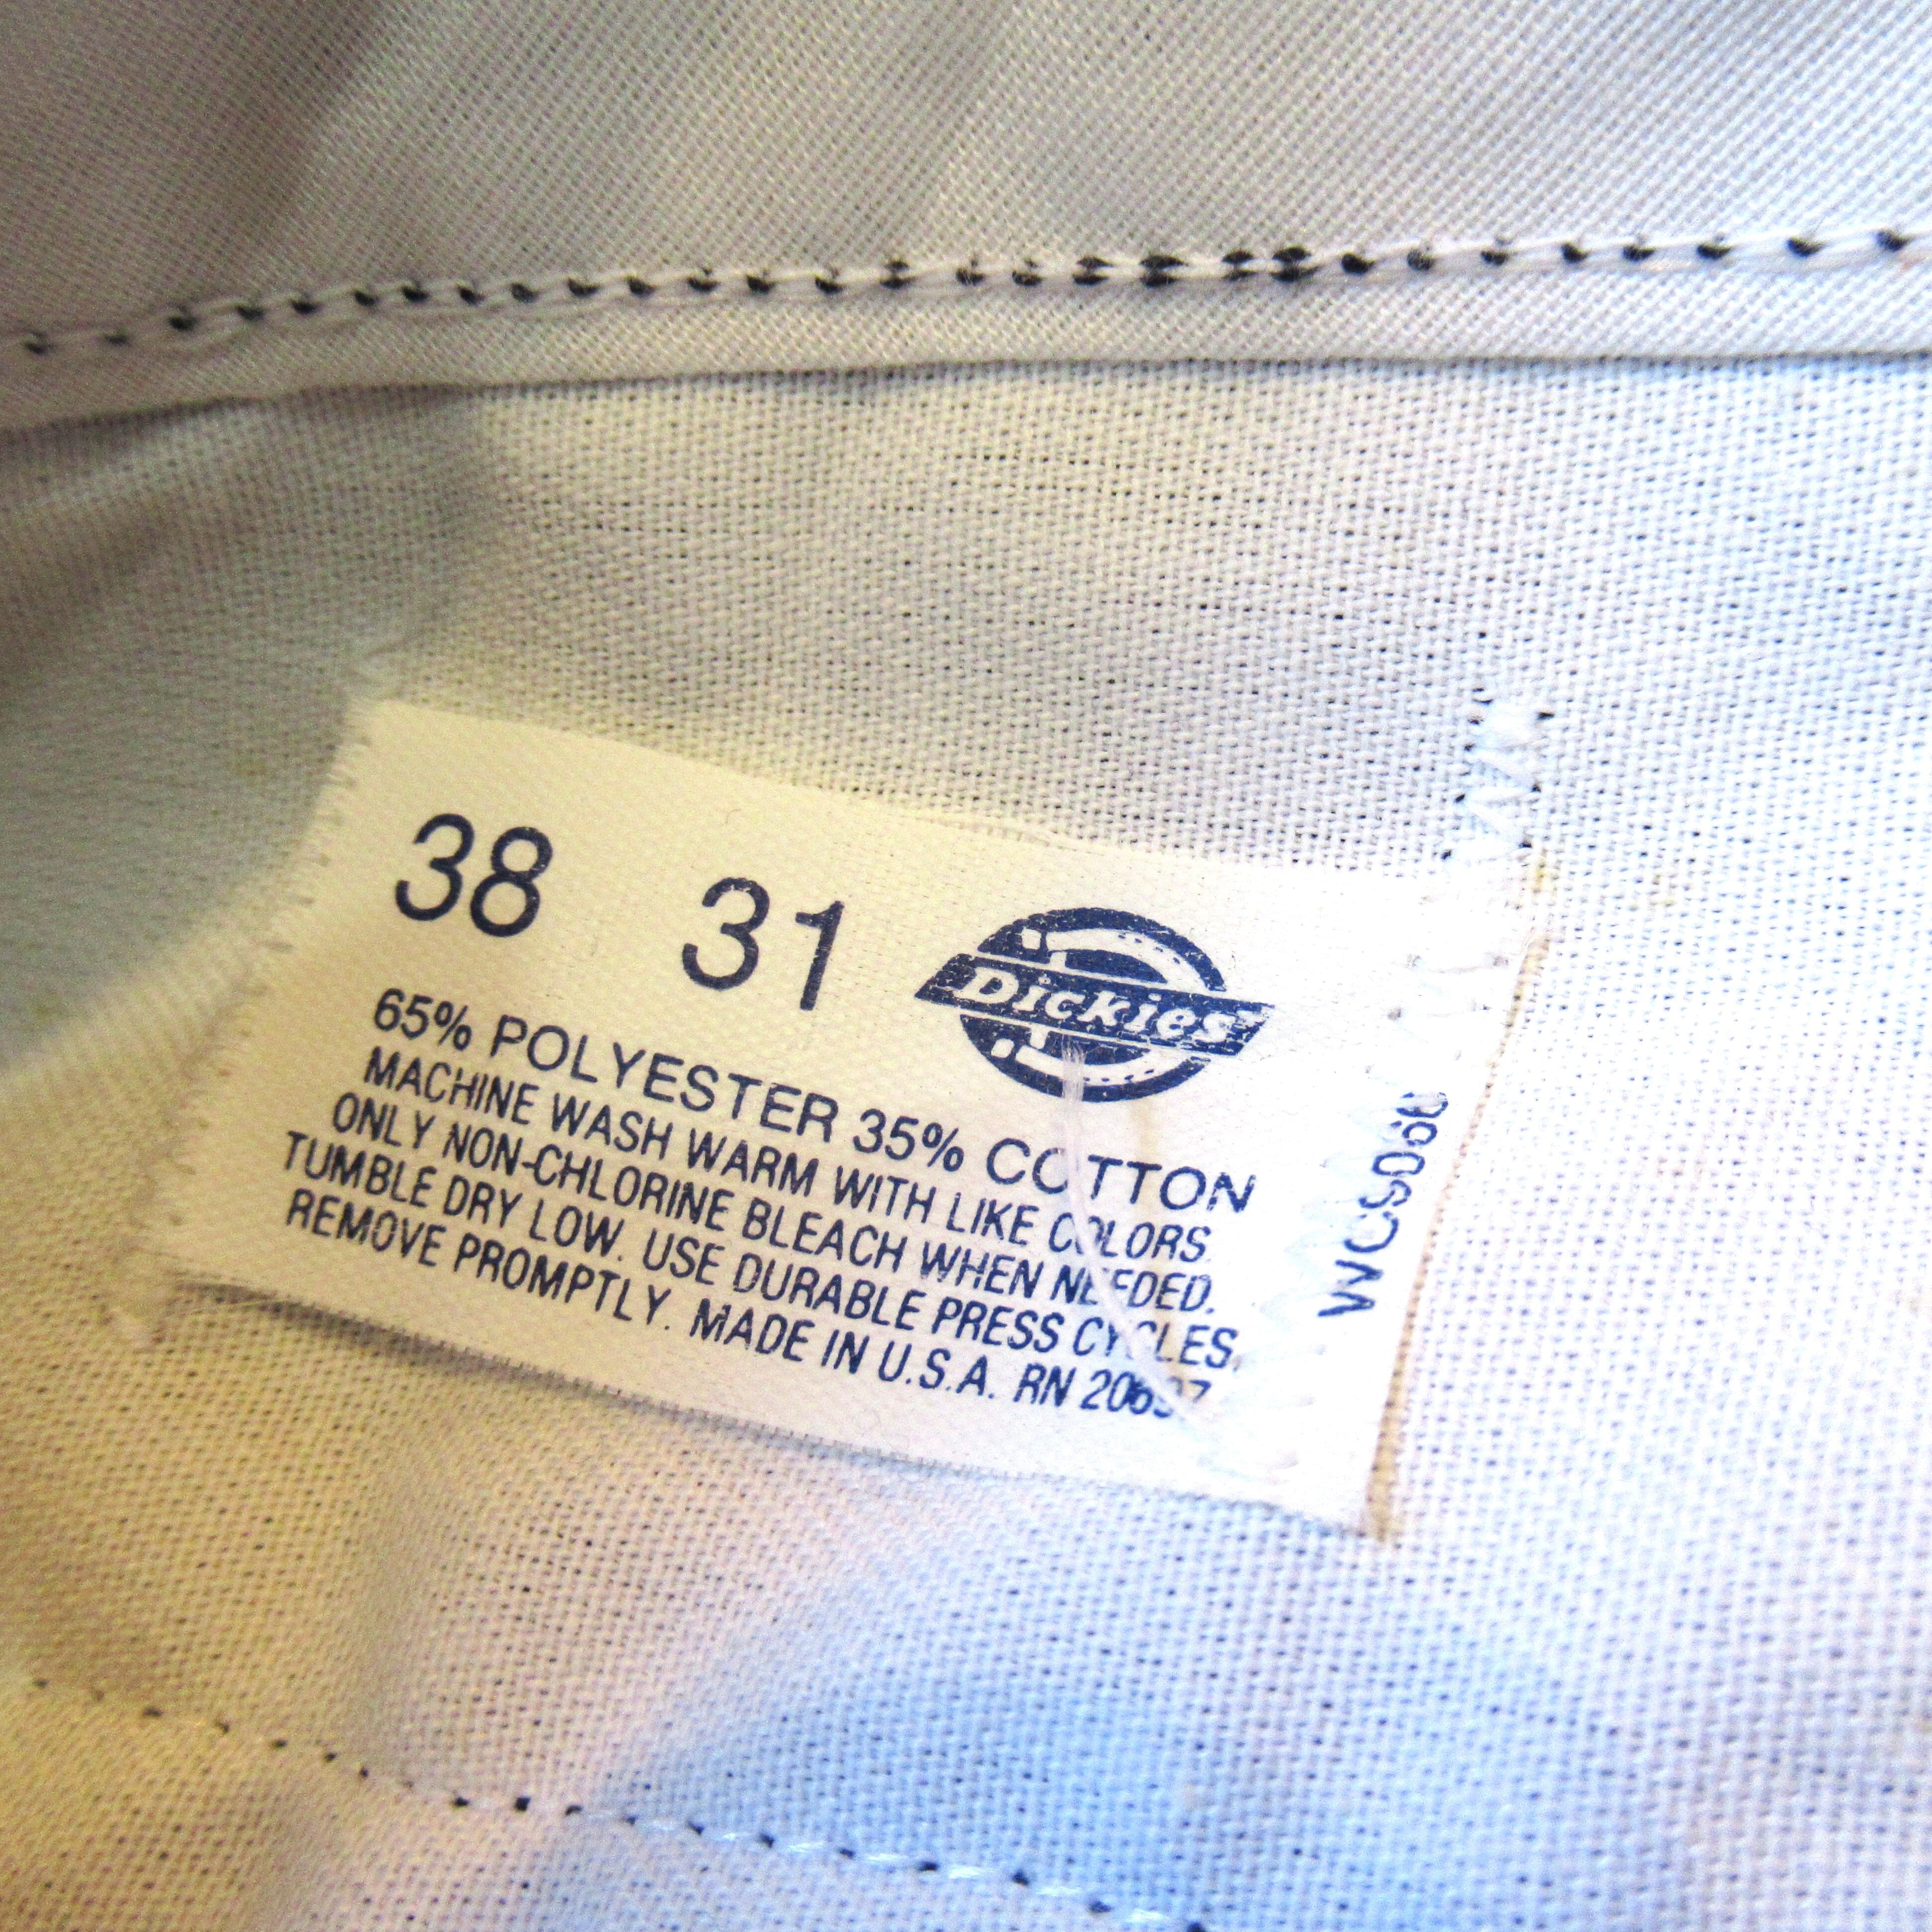 38 31
Dickies
65% POLYESTER 35% COTTON
MACHINE WASH WARM WITH LIKE COLORS
ONLY NON-CHLORINE BLEACH WHEN NEEDED.
TUMBLE DRY LOW. USE DURABLE PRESS CYCLES,
REMOVE PROMPTLY. MADE IN U.S.A. RN 20697